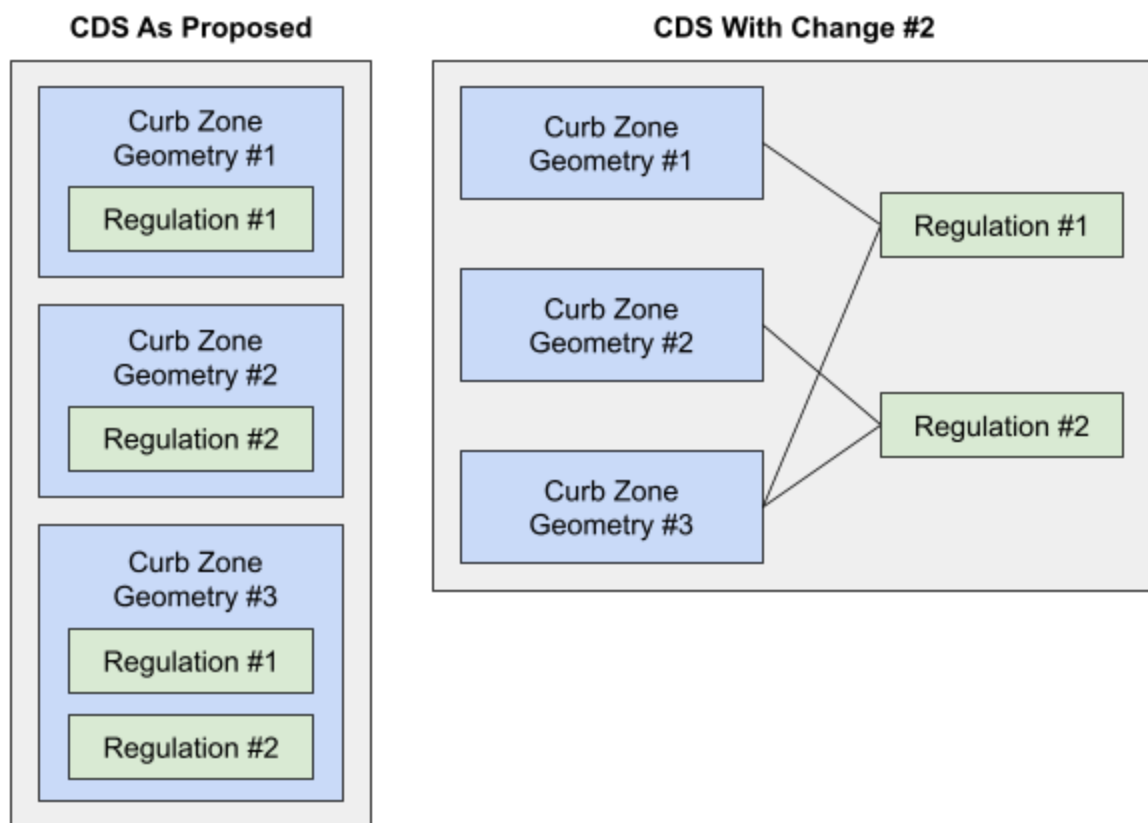 CDS As Proposed
Curb Zone
Geometry #1
Regulation #1
Curb Zone
Geometry #2
Regulation #2
Curb Zone
Geometry #3
Regulation #1
Regulation #2
CDS With Change #2
Curb Zone
Geometry #1
Curb Zone
Geometry #2
Curb Zone
Geometry #3
Regulation #1
Regulation #2